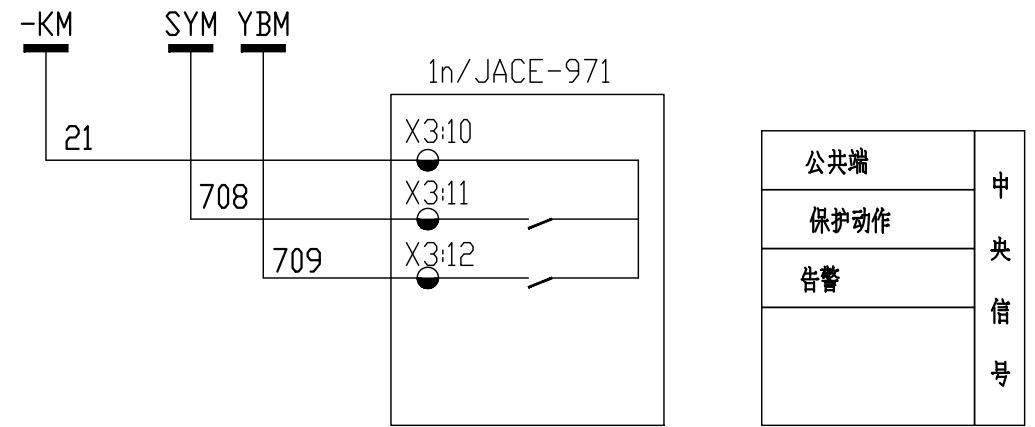 -KM
SYM
YBM
1n/JACE-971
21
X3:10
708
X3:11
709
X3:12
公共端
保护动作
告警
中央信号